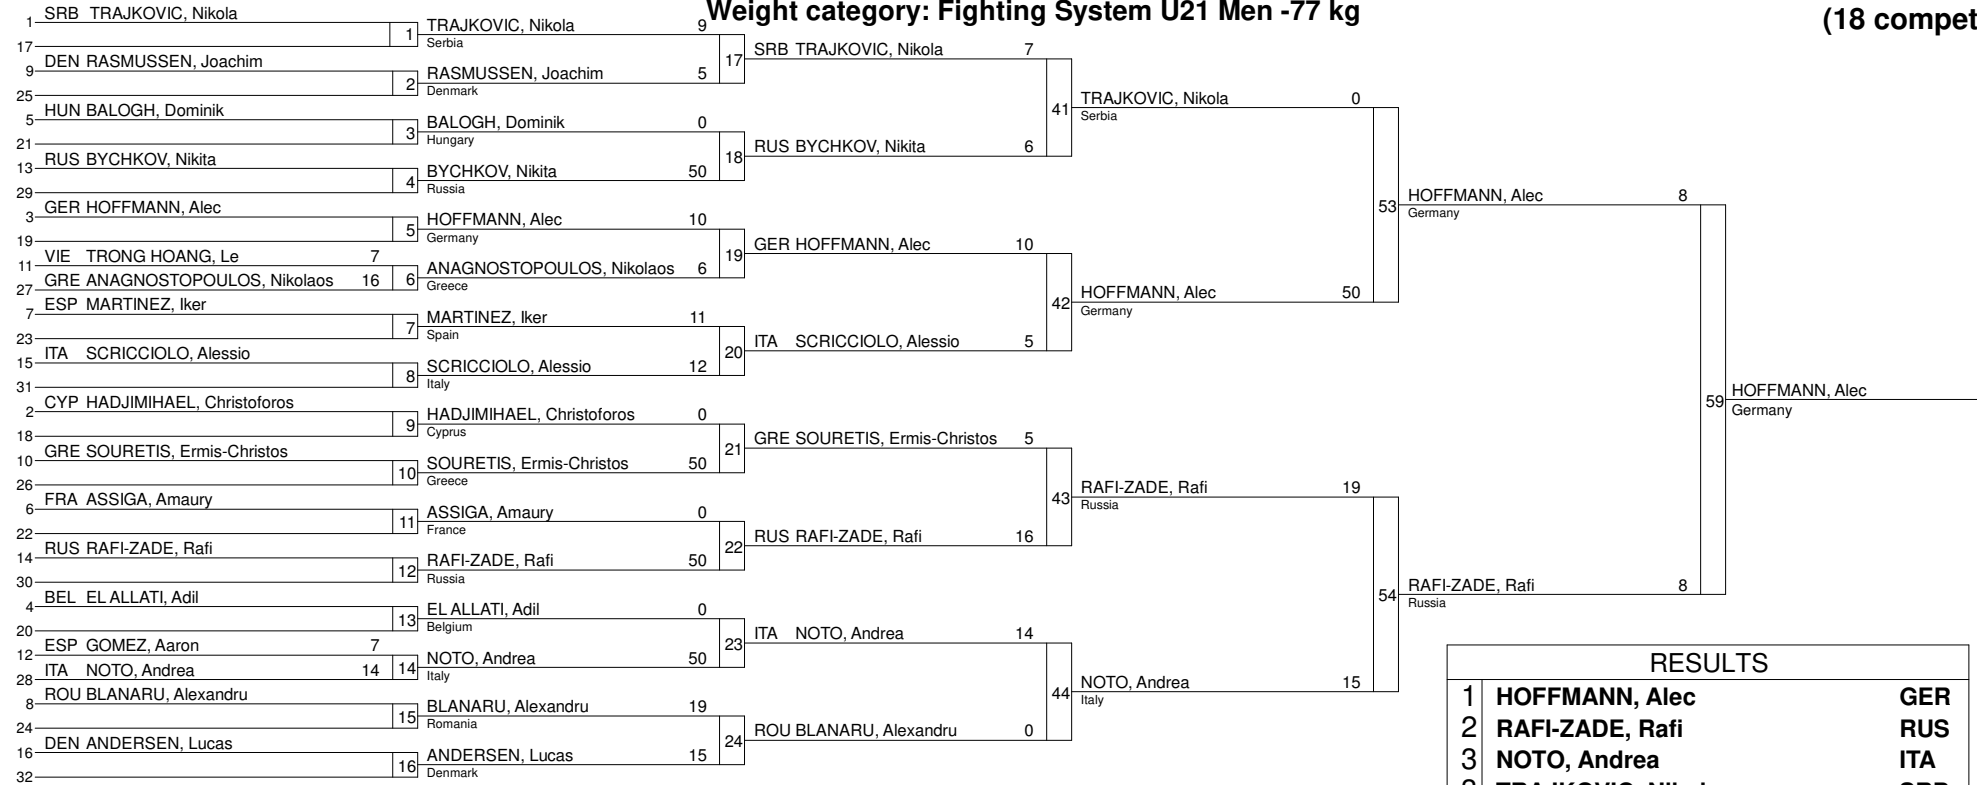 Weight category: Fighting System U21 Men -77 kg
(18 compet
1 SRB TRAJKOVIC, Nikola
17
1
9 DEN RASMUSSEN, Joachim
25
2
5 HUN BALOGH, Dominik
21
3
13 RUS BYCHKOV, Nikita
29
4
3 GER HOFFMANN, Alec
19
5
11 VIE TRONG HOANG, Le 7
27 GRE ANAGNOSTOPOULOS, Nikolaos 16
6
7 ESP MARTINEZ, Iker
23
7
15 ITA SCRICCIOLO, Alessio
31
8
2 CYP HADJIMIHAEL, Christoforos
18
9
10 GRE SOURETIS, Ermis-Christos
26
10
6 FRA ASSIGA, Amaury
22
11
14 RUS RAFI-ZADE, Rafi
30
12
4 BEL EL ALLATI, Adil
20
13
12 ESP GOMEZ, Aaron 7
28 ITA NOTO, Andrea 14
14
8 ROU BLANARU, Alexandru
24
15
16 DEN ANDERSEN, Lucas
32
16
TRAJKOVIC, Nikola 9
Serbia
17
RASMUSSEN, Joachim 5
Denmark
BALOGH, Dominik 0
Hungary
18
BYCHKOV, Nikita 50
Russia
HOFFMANN, Alec 10
Germany
19
ANAGNOSTOPOULOS, Nikolaos 6
Greece
MARTINEZ, Iker 11
Spain
20
SCRICCIOLO, Alessio 12
Italy
HADJIMIHAEL, Christoforos 0
Cyprus
21
SOURETIS, Ermis-Christos 50
Greece
ASSIGA, Amaury 0
France
22
RAFI-ZADE, Rafi 50
Russia
EL ALLATI, Adil 0
Belgium
23
NOTO, Andrea 50
Italy
BLANARU, Alexandru 19
Romania
24
ANDERSEN, Lucas 15
Denmark
SRB TRAJKOVIC, Nikola 7
41
RUS BYCHKOV, Nikita 6
GER HOFFMANN, Alec 10
42
ITA SCRICCIOLO, Alessio 5
GRE SOURETIS, Ermis-Christos 5
43
RUS RAFI-ZADE, Rafi 16
ITA NOTO, Andrea 14
44
ROU BLANARU, Alexandru 0
TRAJKOVIC, Nikola 0
Serbia
53
HOFFMANN, Alec 50
Germany
RAFI-ZADE, Rafi 19
Russia
54
NOTO, Andrea 15
Italy
HOFFMANN, Alec 8
Germany
59
RAFI-ZADE, Rafi 8
Russia
HOFFMANN, Alec
Germany
RESULTS
1 HOFFMANN, Alec GER
2 RAFI-ZADE, Rafi RUS
3 NOTO, Andrea ITA